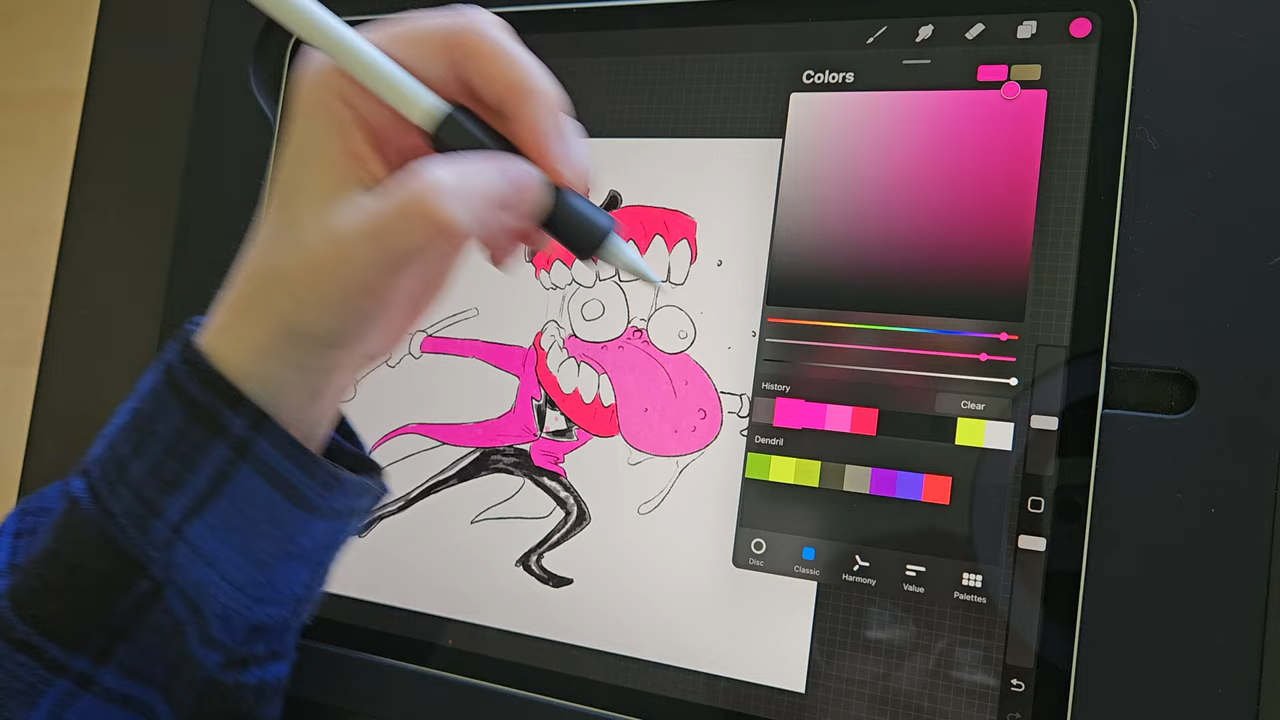 Colors
History
Clear
Dendril
Disc
Classic
Harmony
Value
Palettes